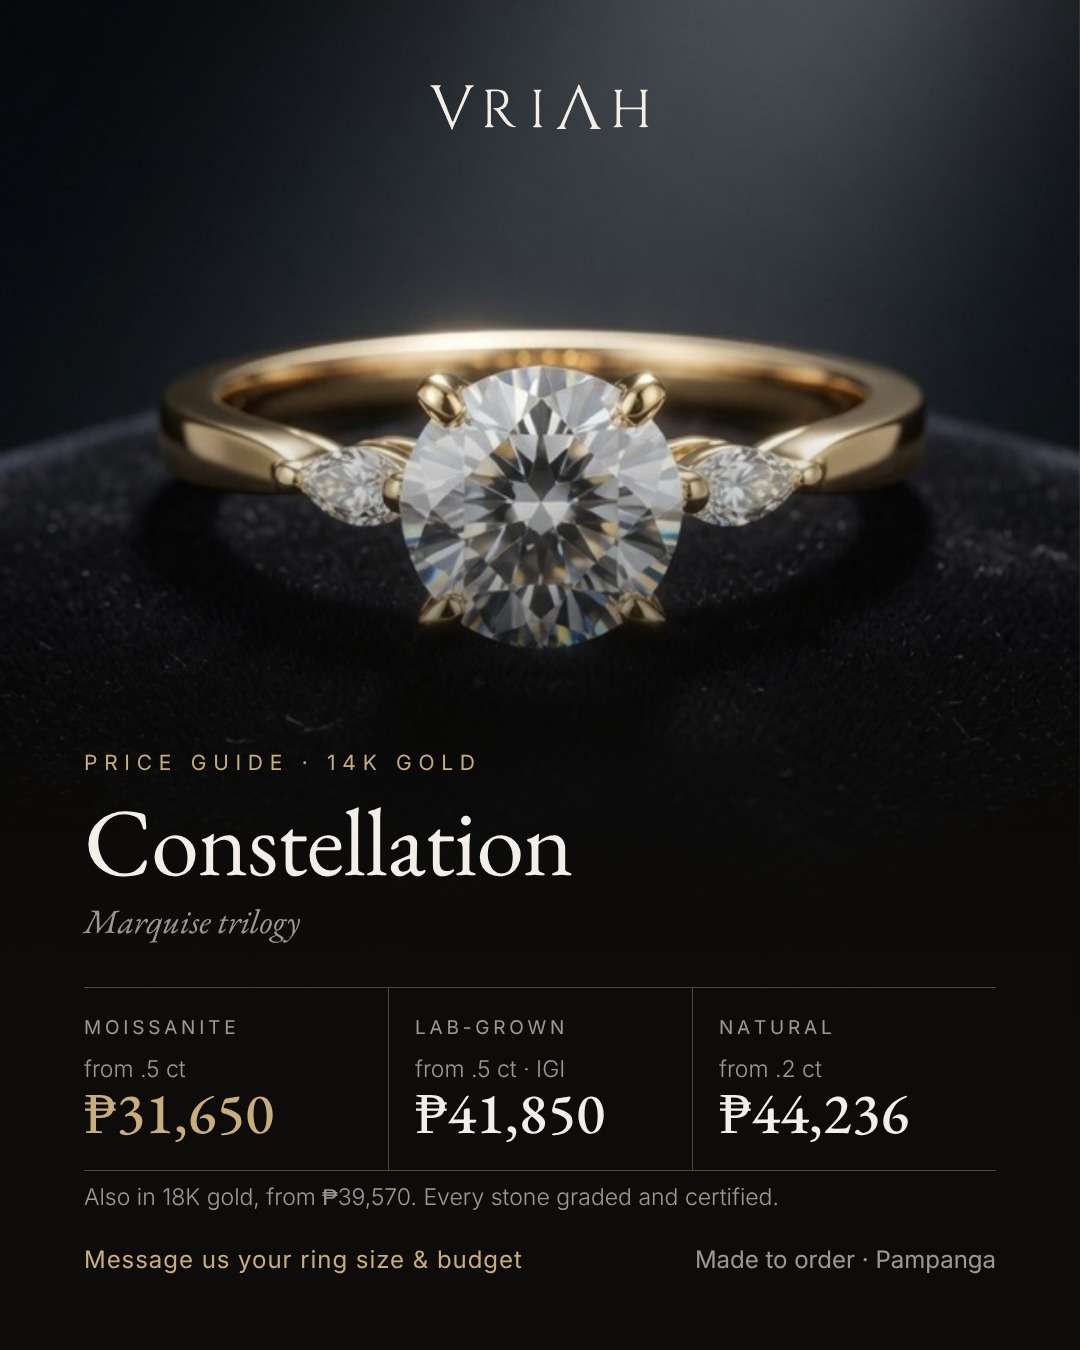 VRIAH
PRICE GUIDE · 14K GOLD
Constellation
Marquise trilogy
MOISSANITE
from .5 ct
₱31,650
LAB-GROWN
from .5 ct · IGI
₱41,850
NATURAL
from .2 ct
₱44,236
Also in 18K gold, from ₱39,570. Every stone graded and certified.
Message us your ring size & budget
Made to order · Pampanga